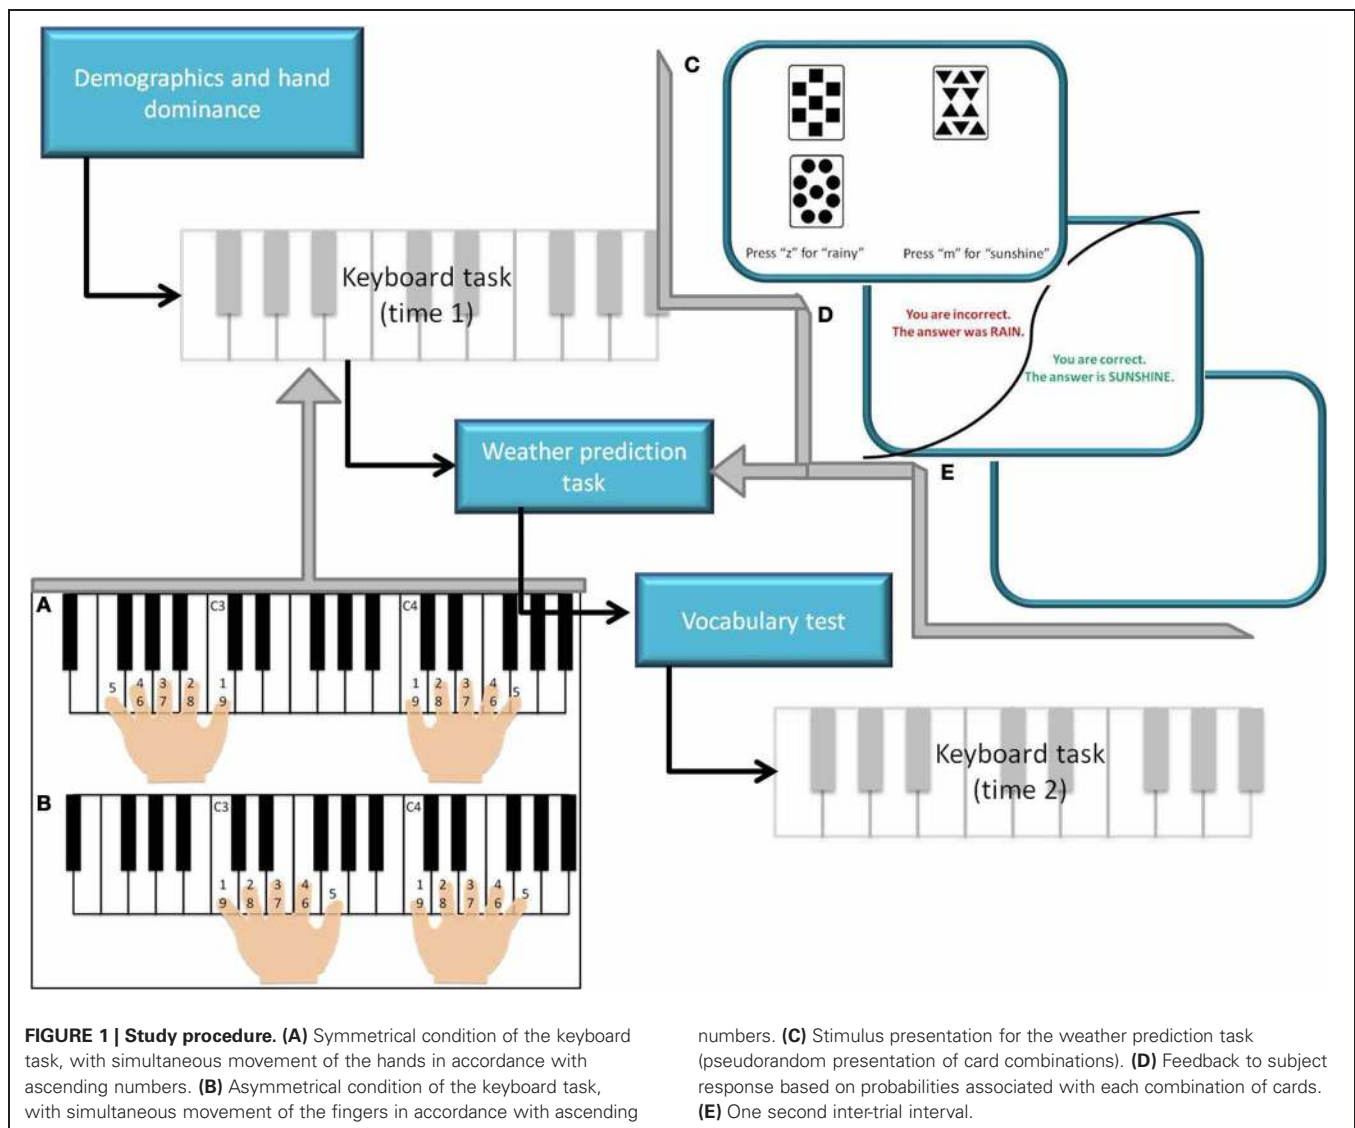 Demographics and hand
dominance
Keyboard task
(time 1)
Weather prediction
task
Vocabulary test
Keyboard task
(time 2)
C
Press "z" for "rainy"
Press "m" for "sunshine"
D
You are incorrect.
The answer was RAIN.
You are correct.
The answer is SUNSHINE.
E
A
C3
C4
5 4 3 2 1
6 7 8 9
1 2 3 4 5
9 8 7 6
B
C3
C4
1 2 3 4 5
9 8 7 6
1 2 3 4 5
9 8 7 6
FIGURE 1 | Study procedure. (A) Symmetrical condition of the keyboard
task, with simultaneous movement of the hands in accordance with
ascending numbers. (B) Asymmetrical condition of the keyboard task,
with simultaneous movement of the fingers in accordance with ascending
numbers. (C) Stimulus presentation for the weather prediction task
(pseudorandom presentation of card combinations). (D) Feedback to subject
response based on probabilities associated with each combination of cards.
(E) One second inter-trial interval.